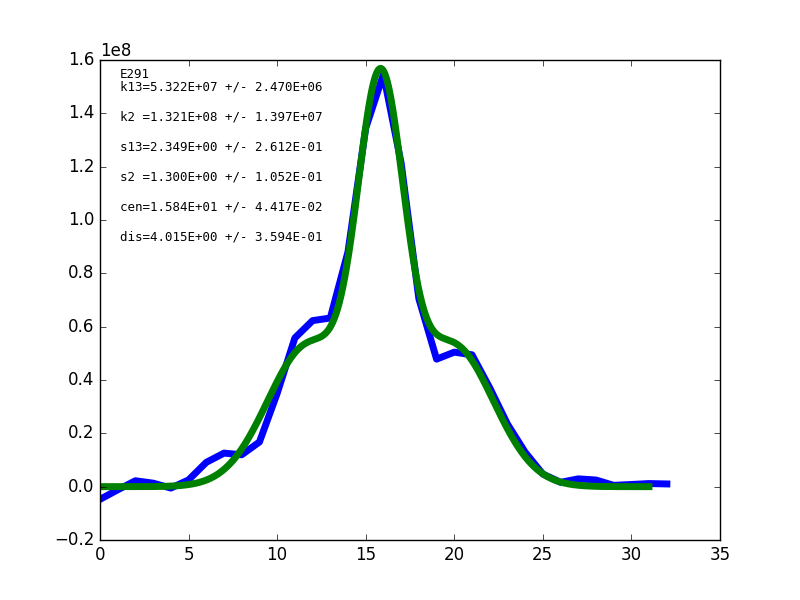 1e8
E291
k13=5.322E+07 +/- 2.470E+06
k2 =1.321E+08 +/- 1.397E+07
s13=2.349E+00 +/- 2.612E-01
s2 =1.300E+00 +/- 1.052E-01
cen=1.584E+01 +/- 4.417E-02
dis=4.015E+00 +/- 3.594E-01
1.6
1.4
1.2
1.0
0.8
0.6
0.4
0.2
0.0
−0.2
0 5 10 15 20 25 30 35